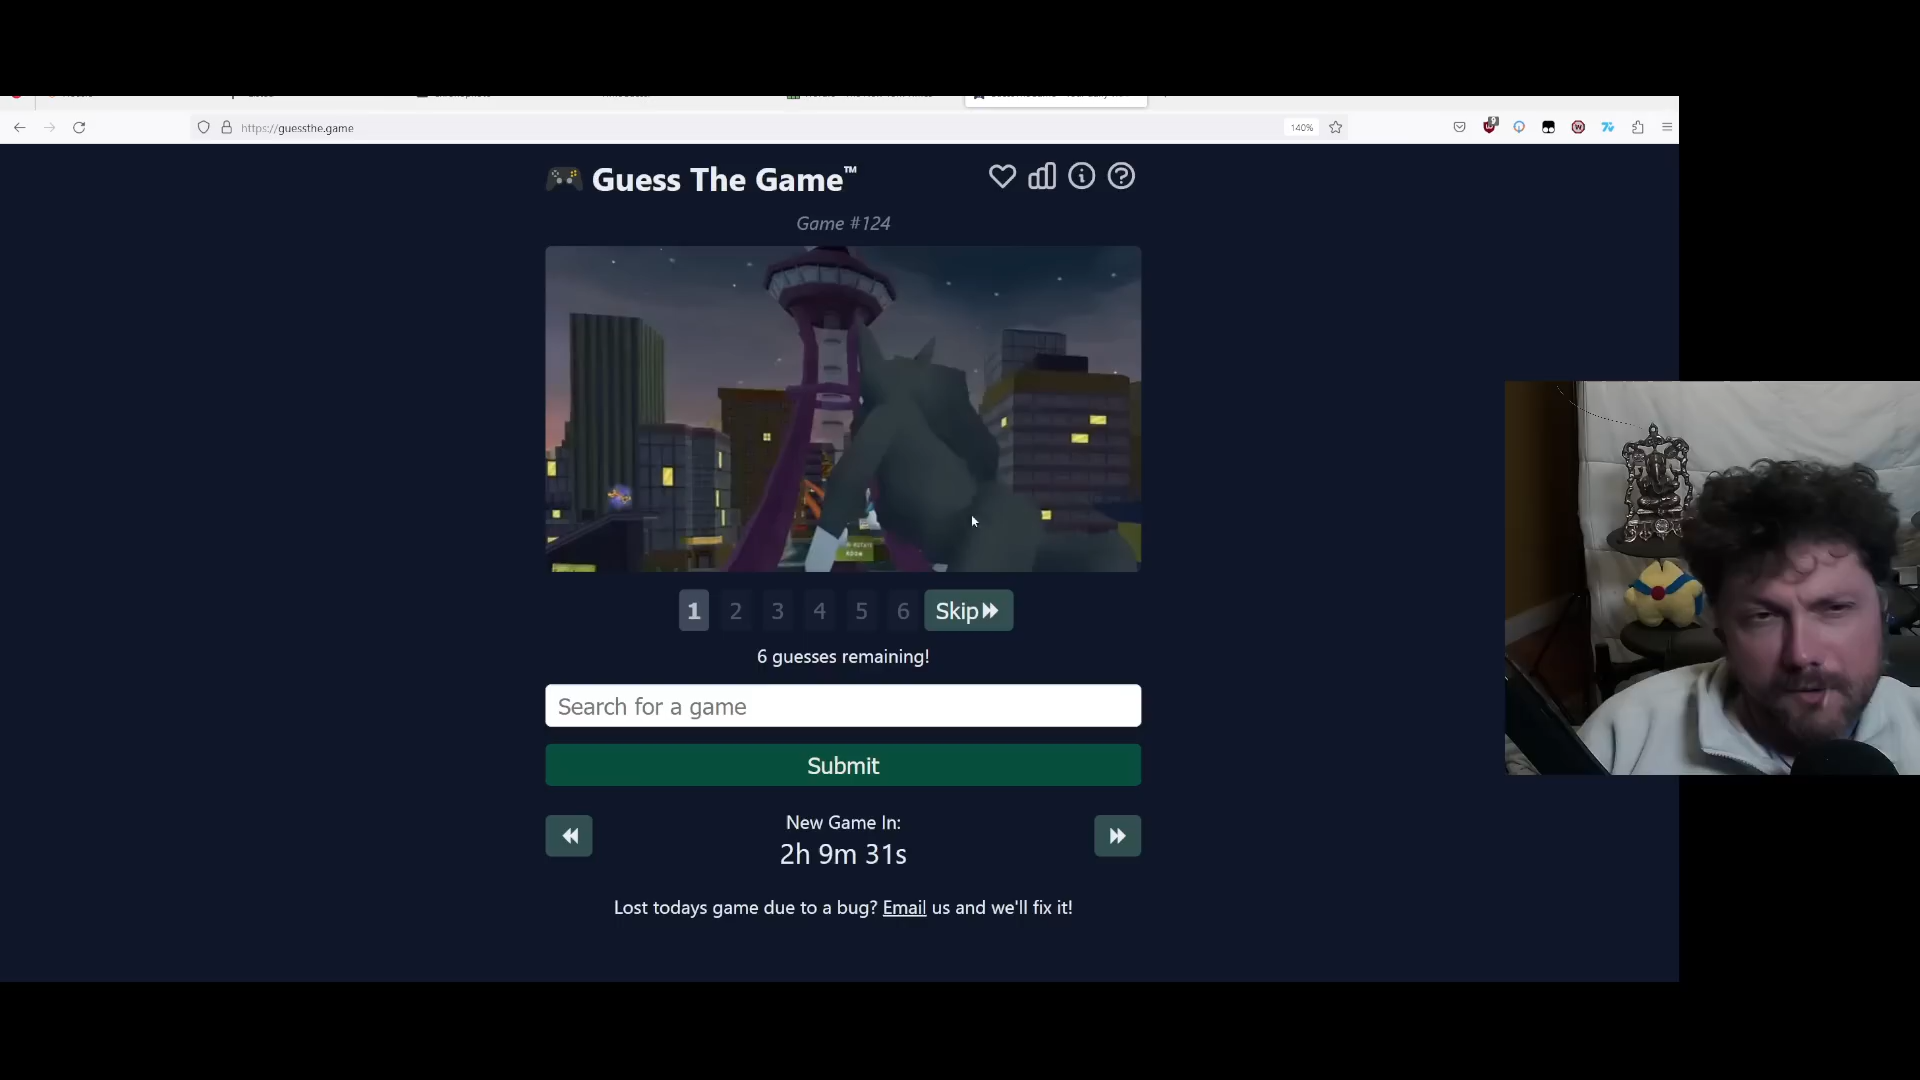 https://guessthe.game
140%
Guess The Game™
Game #124
1 2 3 4 5 6 Skip
6 guesses remaining!
Search for a game
Submit
New Game In:
2h 9m 31s
Lost todays game due to a bug? Email us and we'll fix it!